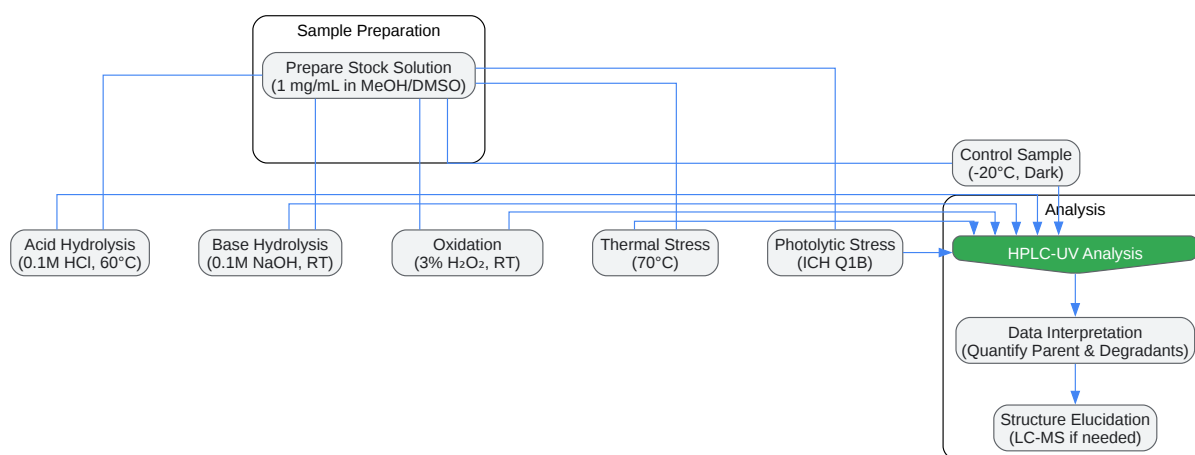 Sample Preparation
Prepare Stock Solution
(1 mg/mL in MeOH/DMSO)
Control Sample
(-20°C, Dark)
Analysis
Acid Hydrolysis
(0.1M HCl, 60°C)
Base Hydrolysis
(0.1M NaOH, RT)
Oxidation
(3% H₂O₂, RT)
Thermal Stress
(70°C)
Photolytic Stress
(ICH Q1B)
HPLC-UV Analysis
Data Interpretation
(Quantify Parent & Degradants)
Structure Elucidation
(LC-MS if needed)